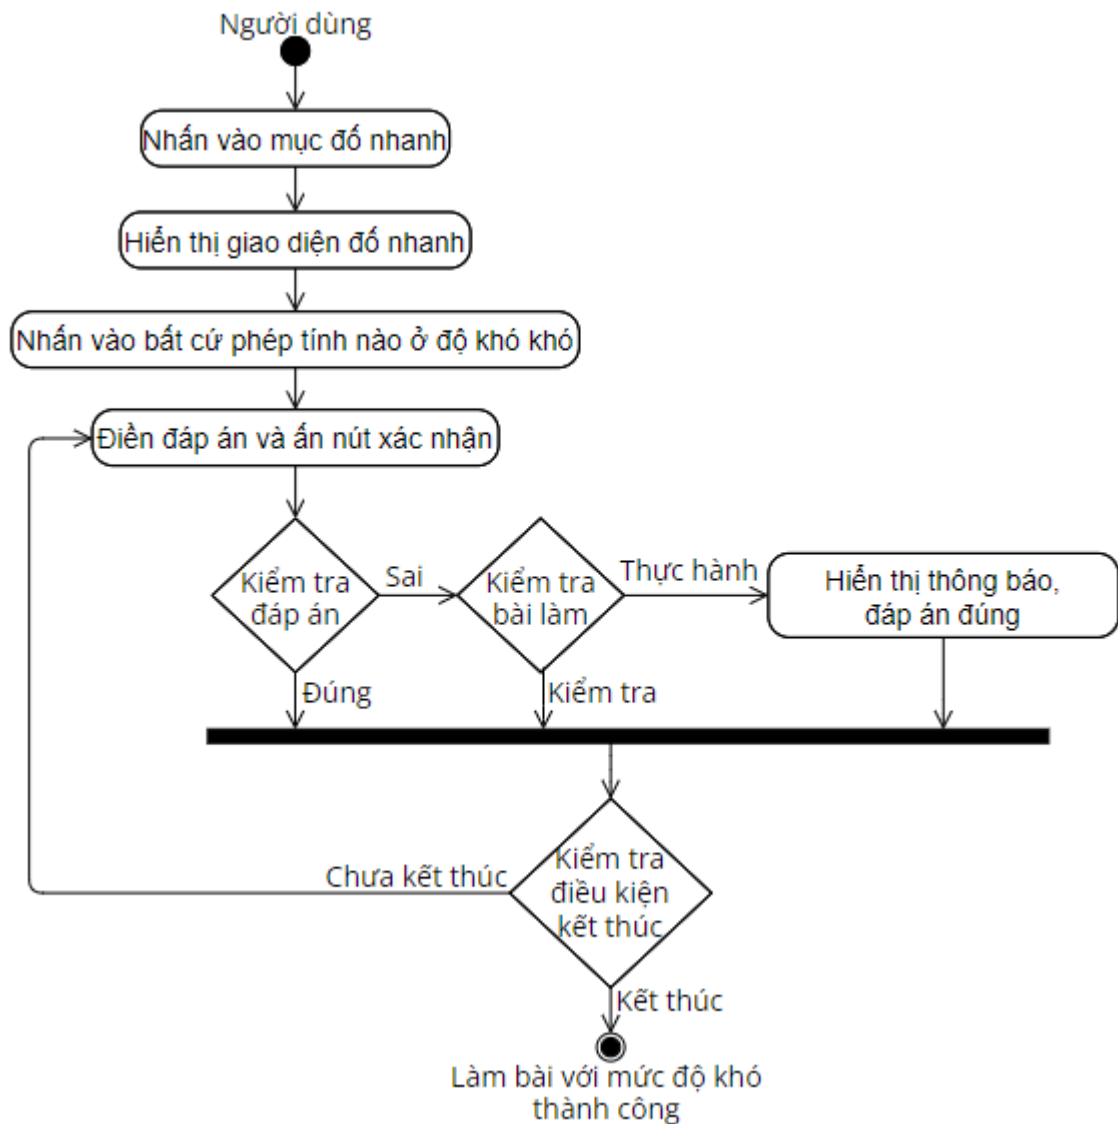 Người dùng
Nhấn vào mục đố nhanh
Hiển thị giao diện đố nhanh
Nhấn vào bất cứ phép tính nào ở độ khó khó
Điền đáp án và ấn nút xác nhận
Kiểm tra
đáp án
Sai
Kiểm tra
bài làm
Thực hành
Hiển thị thông báo,
đáp án đúng
Đúng
Kiểm tra
Kiểm tra
điều kiện
kết thúc
Chưa kết thúc
Kết thúc
Làm bài với mức độ khó
thành công